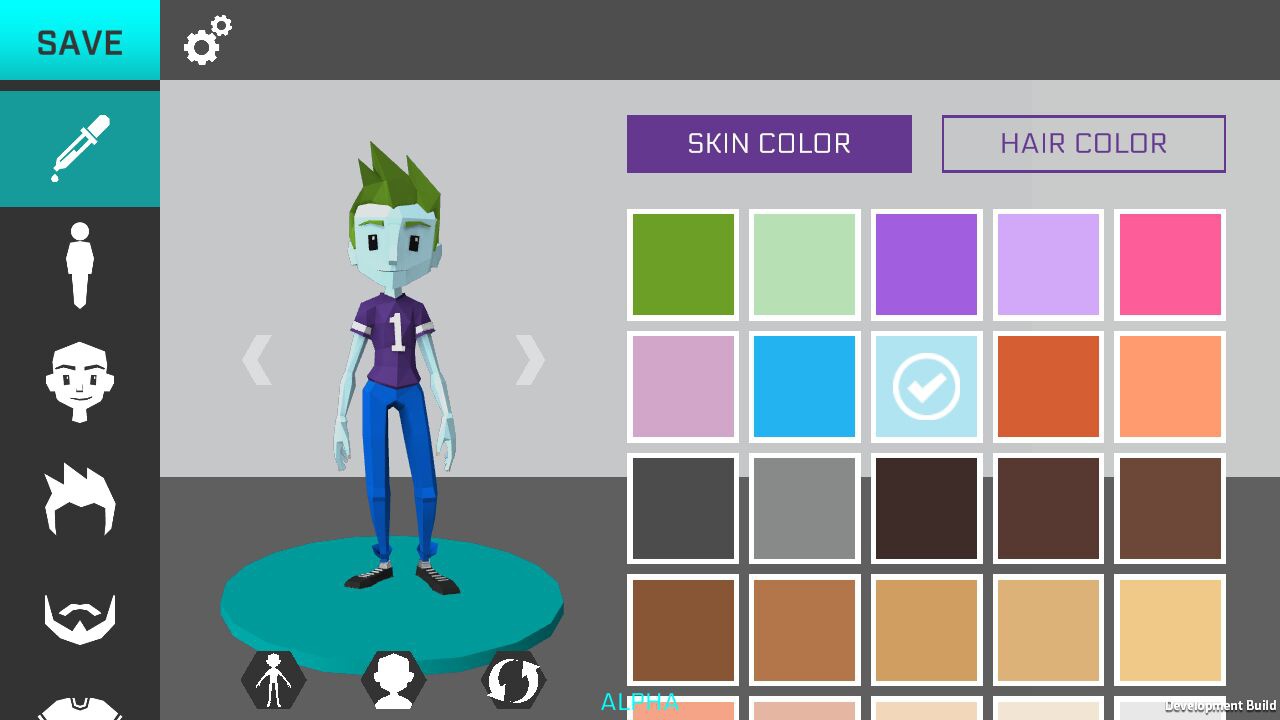 SAVE
SKIN COLOR
HAIR COLOR
1
ALPHA
Development Build